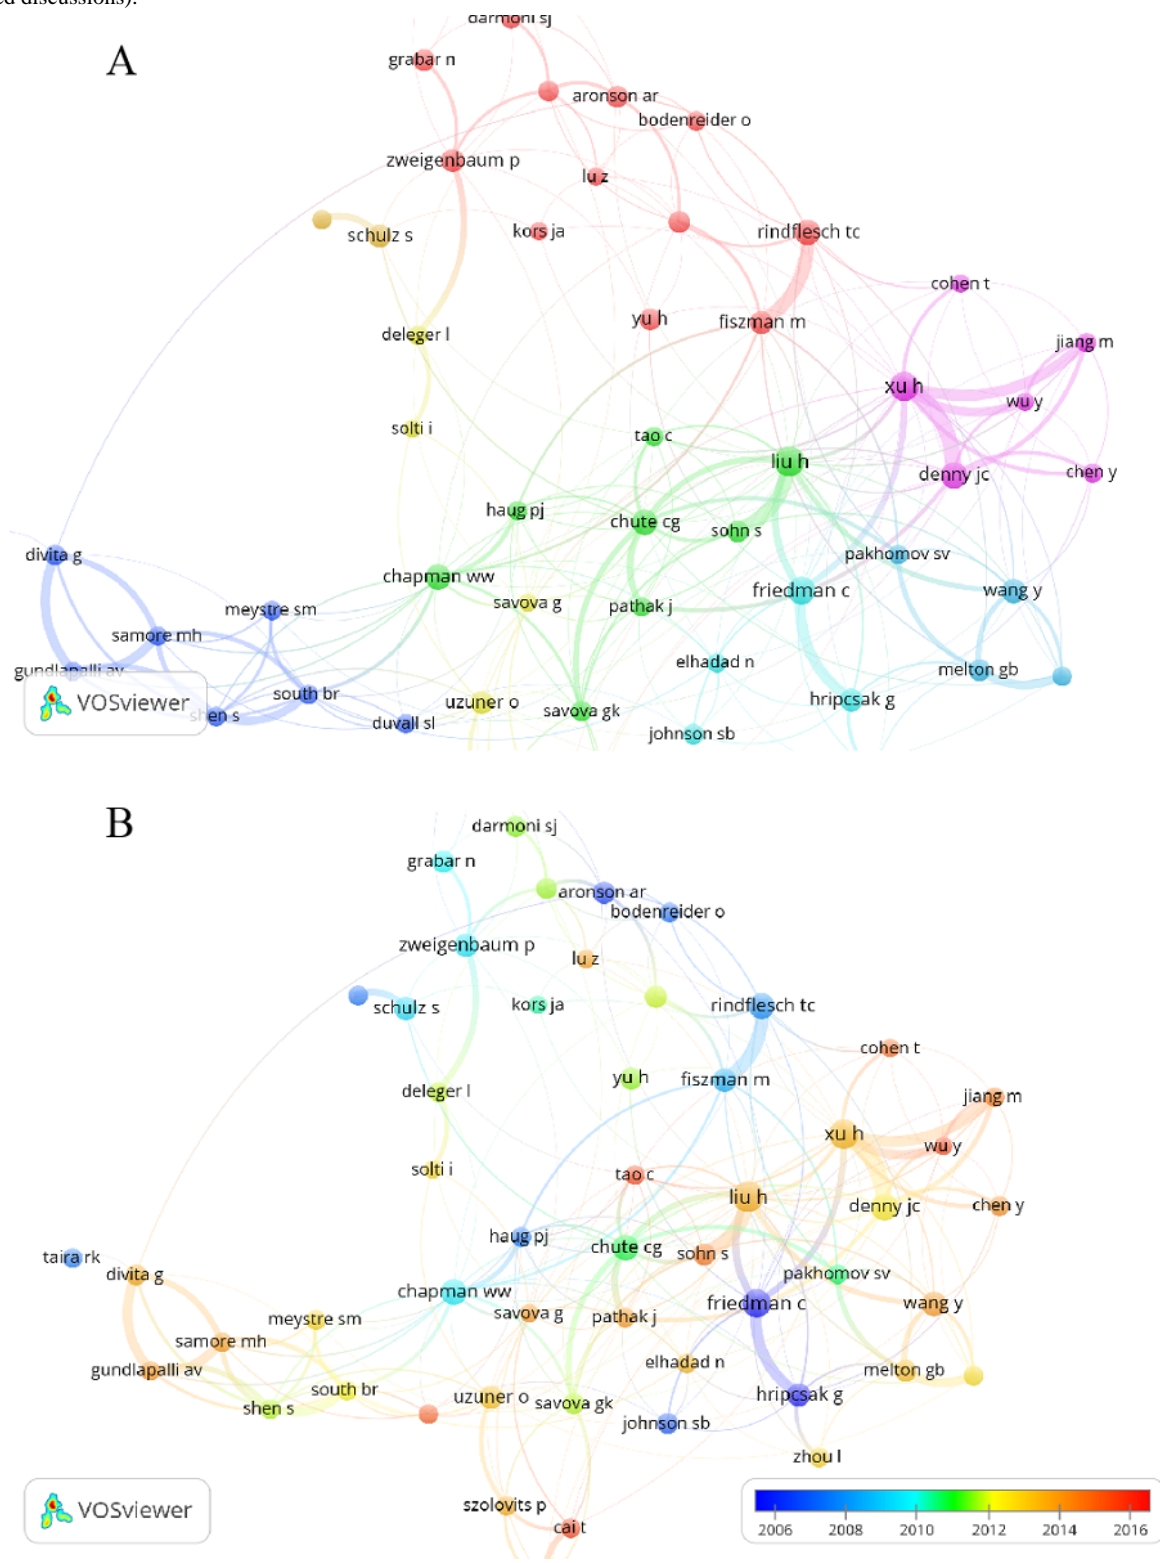 ed discussions).
A
darmoni sj
grabar n
aronson ar
bodenreider o
zweigenbaum p
lu z
schulz s
kors ja
rindflesch tc
cohen t
yu h
fiszman m
deleger l
jiang m
xu h
wu y
solti i
tao c
liu h
denny jc
chen y
haug pj
chute cg
sohn s
divita g
chapman ww
pakhomov sv
meystre sm
savova g
pathak j
friedman c
wang y
samore mh
gundlapalli av
elhadad n
melton gb
VOSviewer
shen s
south br
duvall sl
uzuner o
savova gk
hripcsak g
johnson sb
B
darmoni sj
grabar n
aronson ar
bodenreider o
zweigenbaum p
lu z
schulz s
kors ja
rindflesch tc
cohen t
yu h
fiszman m
deleger l
jiang m
xu h
wu y
solti i
tao c
liu h
denny jc
chen y
haug pj
chute cg
sohn s
taira rk
divita g
pakhomov sv
chapman ww
friedman c
wang y
meystre sm
savova g
pathak j
samore mh
gundlapalli av
elhadad n
melton gb
south br
shen s
uzuner o
savova gk
hripcsak g
johnson sb
zhou l
szolovits p
cai t
VOSviewer
2006 2008 2010 2012 2014 2016